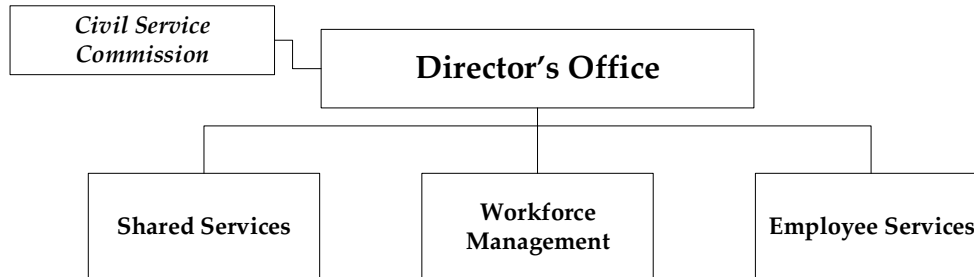 Civil Service
Commission
Director’s Office
Shared Services
Workforce
Management
Employee Services